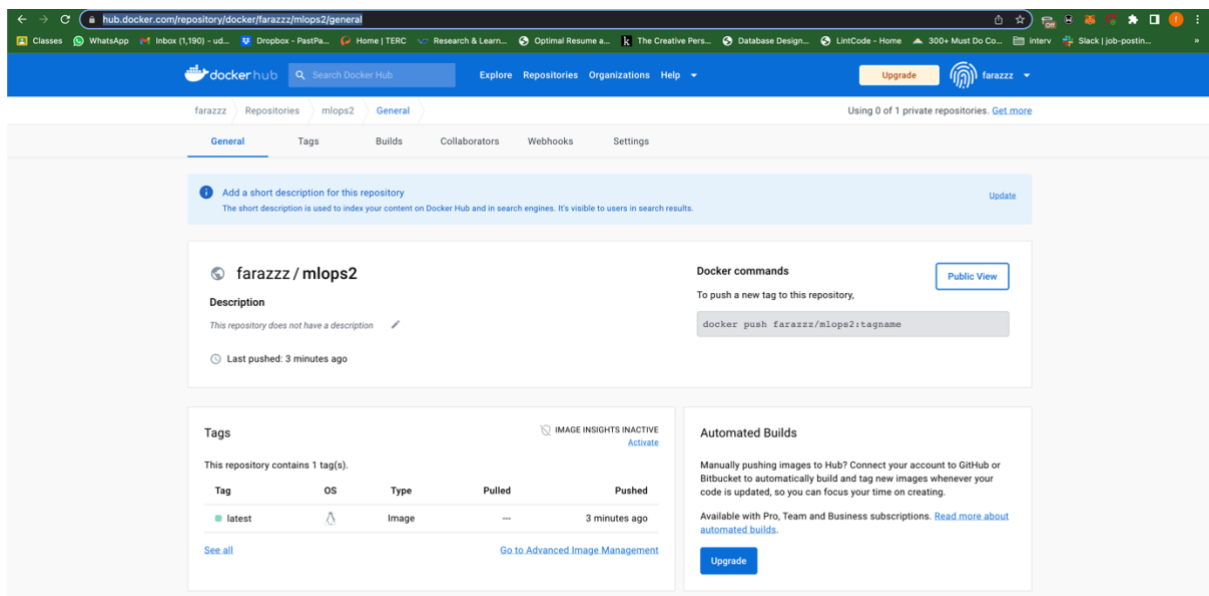 hub.docker.com/repository/docker/farazzz/mlops2/general
Off
Classes WhatsApp Inbox (1,190) - ud... Dropbox - PastPa... Home | TERC Research & Learn... Optimal Resume a... The Creative Pers... Database Design... LintCode - Home 300+ Must Do Co... interv Slack | job-postin... »
dockerhub Search Docker Hub Explore Repositories Organizations Help Upgrade farazzz
farazzz Repositories mlops2 General Using 0 of 1 private repositories. Get more
General Tags Builds Collaborators Webhooks Settings
Add a short description for this repository Update
The short description is used to index your content on Docker Hub and in search engines. It's visible to users in search results.
farazzz / mlops2
Description
This repository does not have a description
Last pushed: 3 minutes ago
Docker commands Public View
To push a new tag to this repository,
docker push farazzz/mlops2:tagname
Tags IMAGE INSIGHTS INACTIVE
Activate
This repository contains 1 tag(s).
Tag OS Type Pulled Pushed
latest Image --- 3 minutes ago
See all Go to Advanced Image Management
Automated Builds
Manually pushing images to Hub? Connect your account to GitHub or
Bitbucket to automatically build and tag new images whenever your
code is updated, so you can focus your time on creating.
Available with Pro, Team and Business subscriptions. Read more about
automated builds.
Upgrade